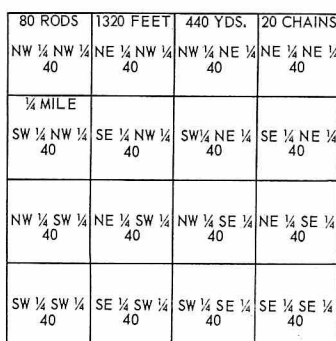 80 RODS 1320 FEET 440 YDS. 20 CHAINS
NW ¼ NW ¼ NE ¼ NW ¼ NW ¼ NE ¼ NE ¼ NE ¼
40 40 40 40
¼ MILE
SW ¼ NW ¼ SE ¼ NW ¼ SW¼ NE ¼ SE ¼ NE ¼
40 40 40 40
NW ¼ SW ¼ NE ¼ SW ¼ NW ¼ SE ¼ NE ¼ SE ¼
40 40 40 40
SW ¼ SW ¼ SE ¼ SW ¼ SW ¼ SE ¼ SE ¼ SE ¼
40 40 40 40